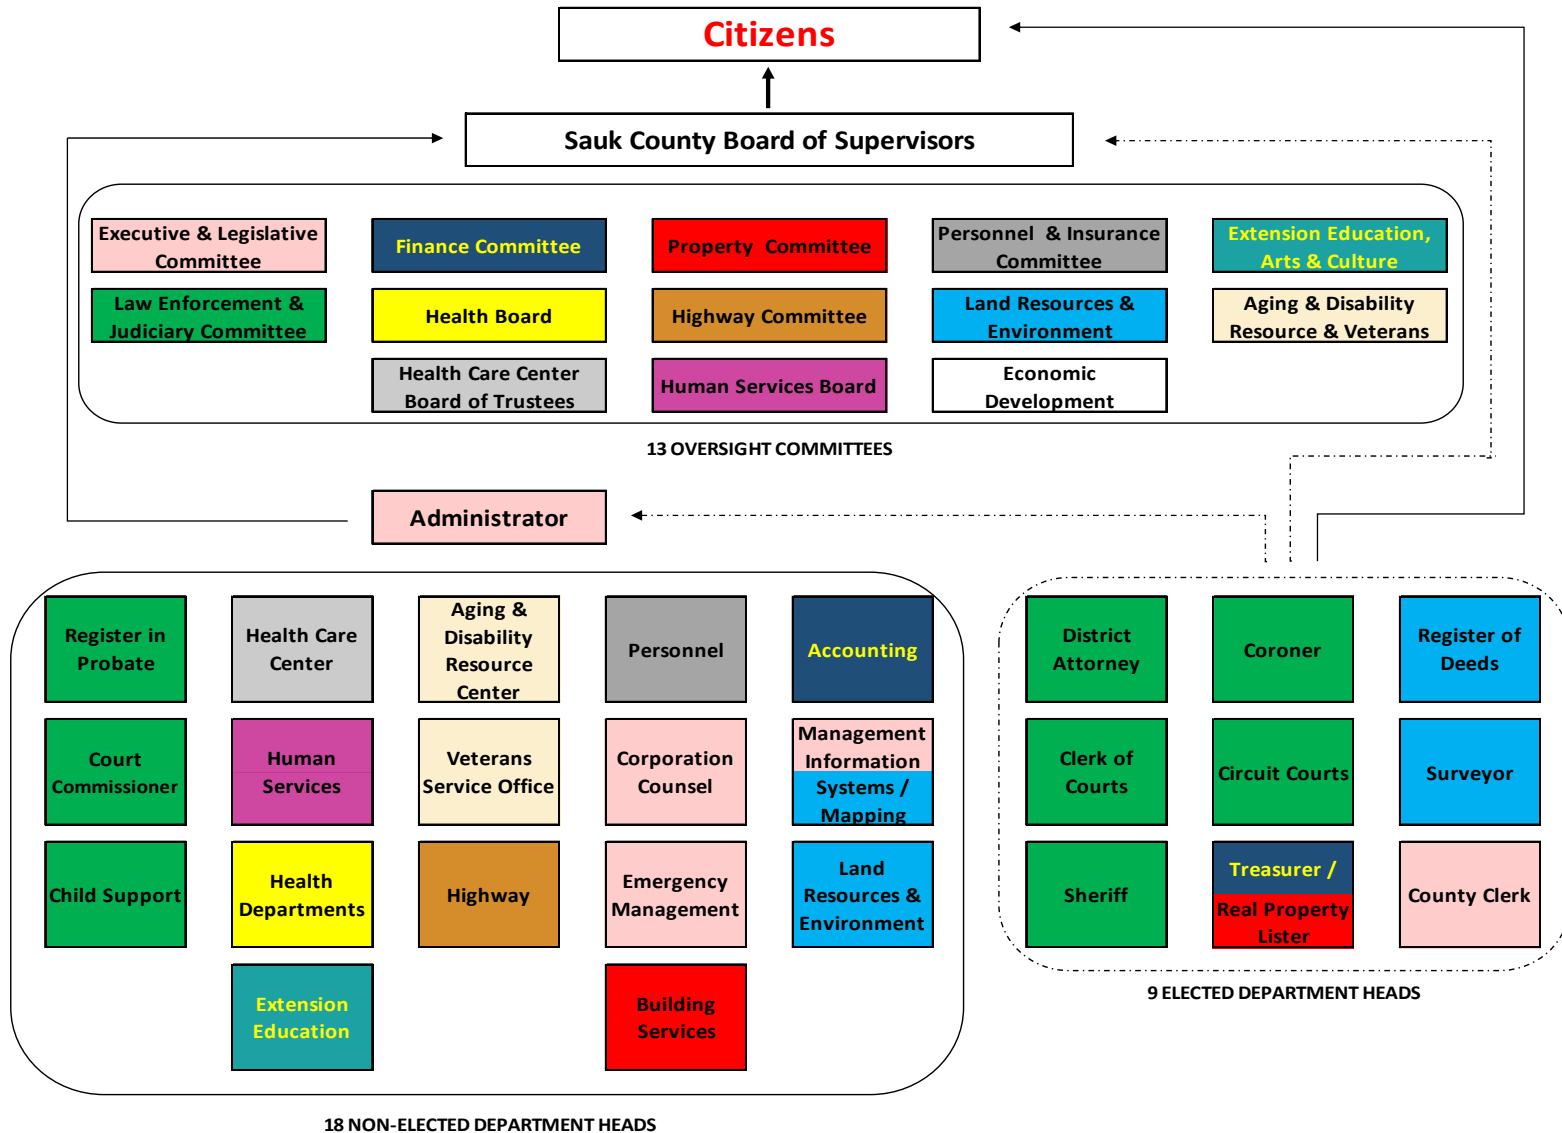 Citizens
Sauk County Board of Supervisors
Executive & Legislative
Committee
Finance Committee
Property Committee
Personnel & Insurance
Committee
Extension Education,
Arts & Culture
Law Enforcement &
Judiciary Committee
Health Board
Highway Committee
Land Resources &
Environment
Aging & Disability
Resource & Veterans
Health Care Center
Board of Trustees
Human Services Board
Economic
Development
13 OVERSIGHT COMMITTEES
Administrator
Register in
Probate
Health Care
Center
Aging &
Disability
Resource
Center
Personnel
Accounting
Court
Commissioner
Human
Services
Veterans
Service Office
Corporation
Counsel
Management
Information
Systems /
Mapping
Child Support
Health
Departments
Highway
Emergency
Management
Land
Resources &
Environment
Extension
Education
Building
Services
18 NON-ELECTED DEPARTMENT HEADS
District
Attorney
Coroner
Register of
Deeds
Clerk of
Courts
Circuit Courts
Surveyor
Sheriff
Treasurer /
Real Property
Lister
County Clerk
9 ELECTED DEPARTMENT HEADS